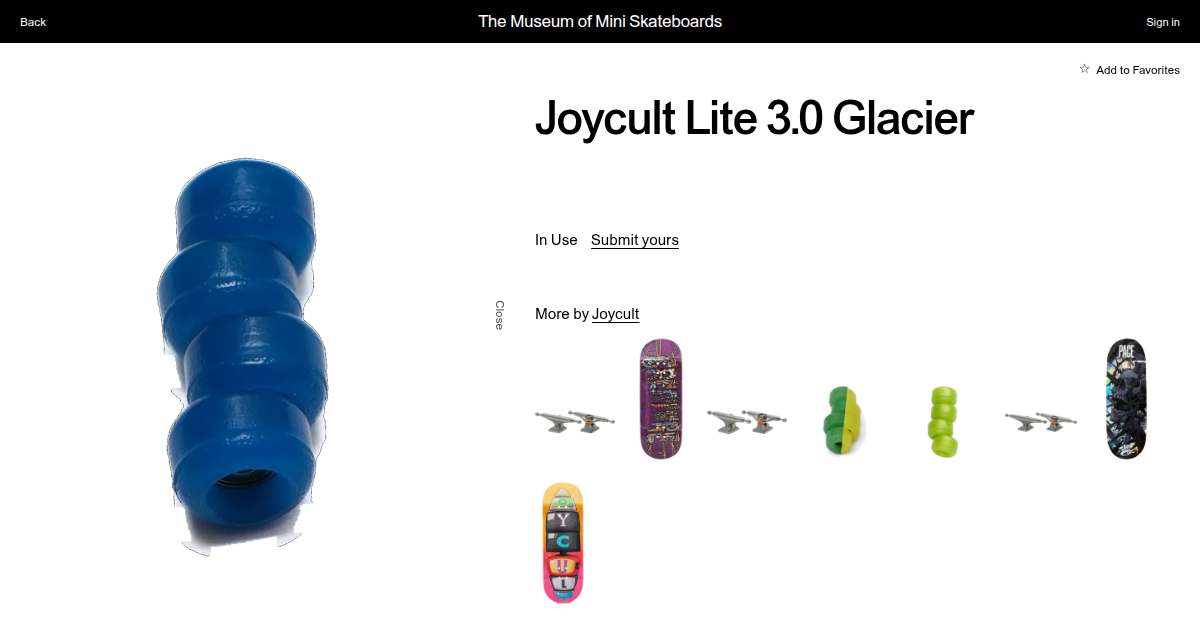 Back
The Museum of Mini Skateboards
Sign in
☆ Add to Favorites
Joycult Lite 3.0 Glacier
In Use Submit yours
Close
More by Joycult
PAGE
Y
C
L